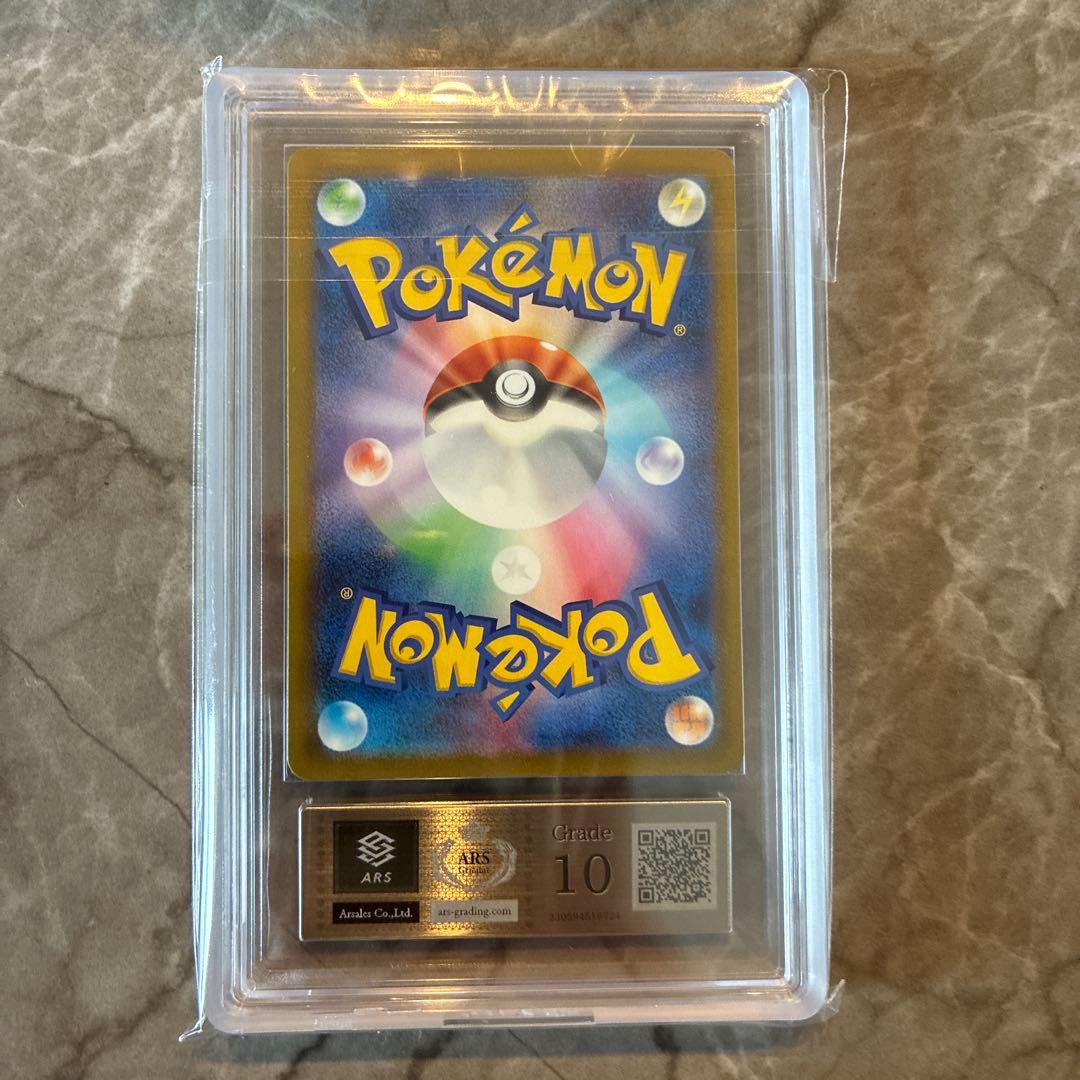 POKéMON
®
®
POKéMON
ARS
Arsales Co.,Ltd.
ARS
ars-grading.com
Grade
10